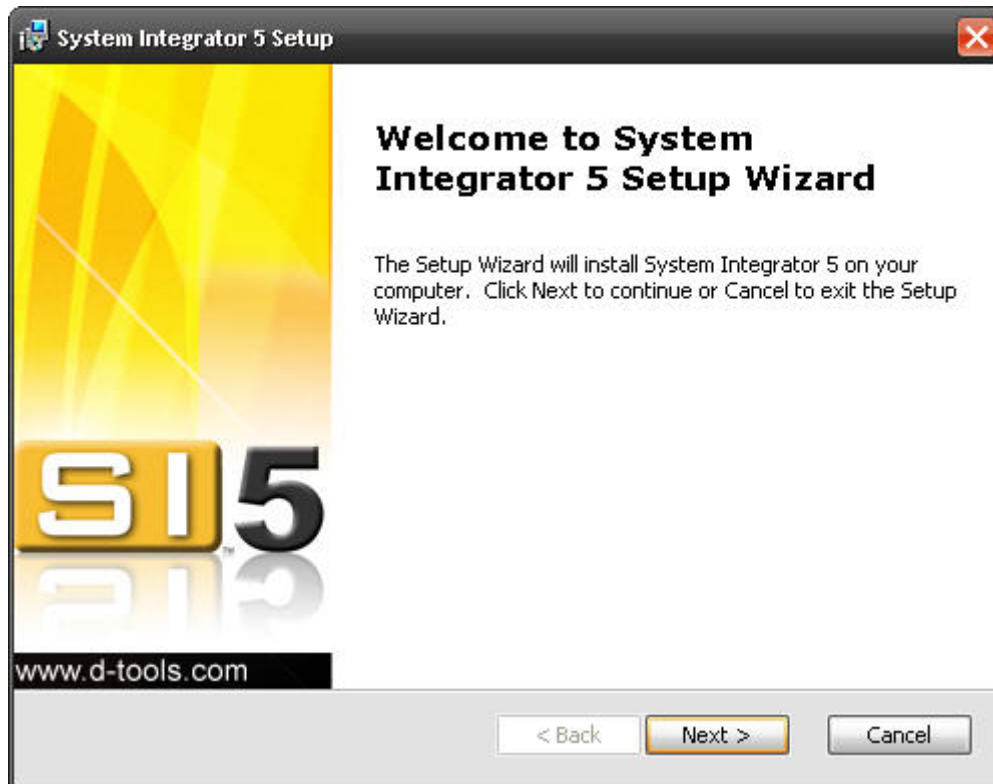 System Integrator 5 Setup
Welcome to System
Integrator 5 Setup Wizard
The Setup Wizard will install System Integrator 5 on your
computer. Click Next to continue or Cancel to exit the Setup
Wizard.
SI5
TM
www.d-tools.com
< Back
Next >
Cancel